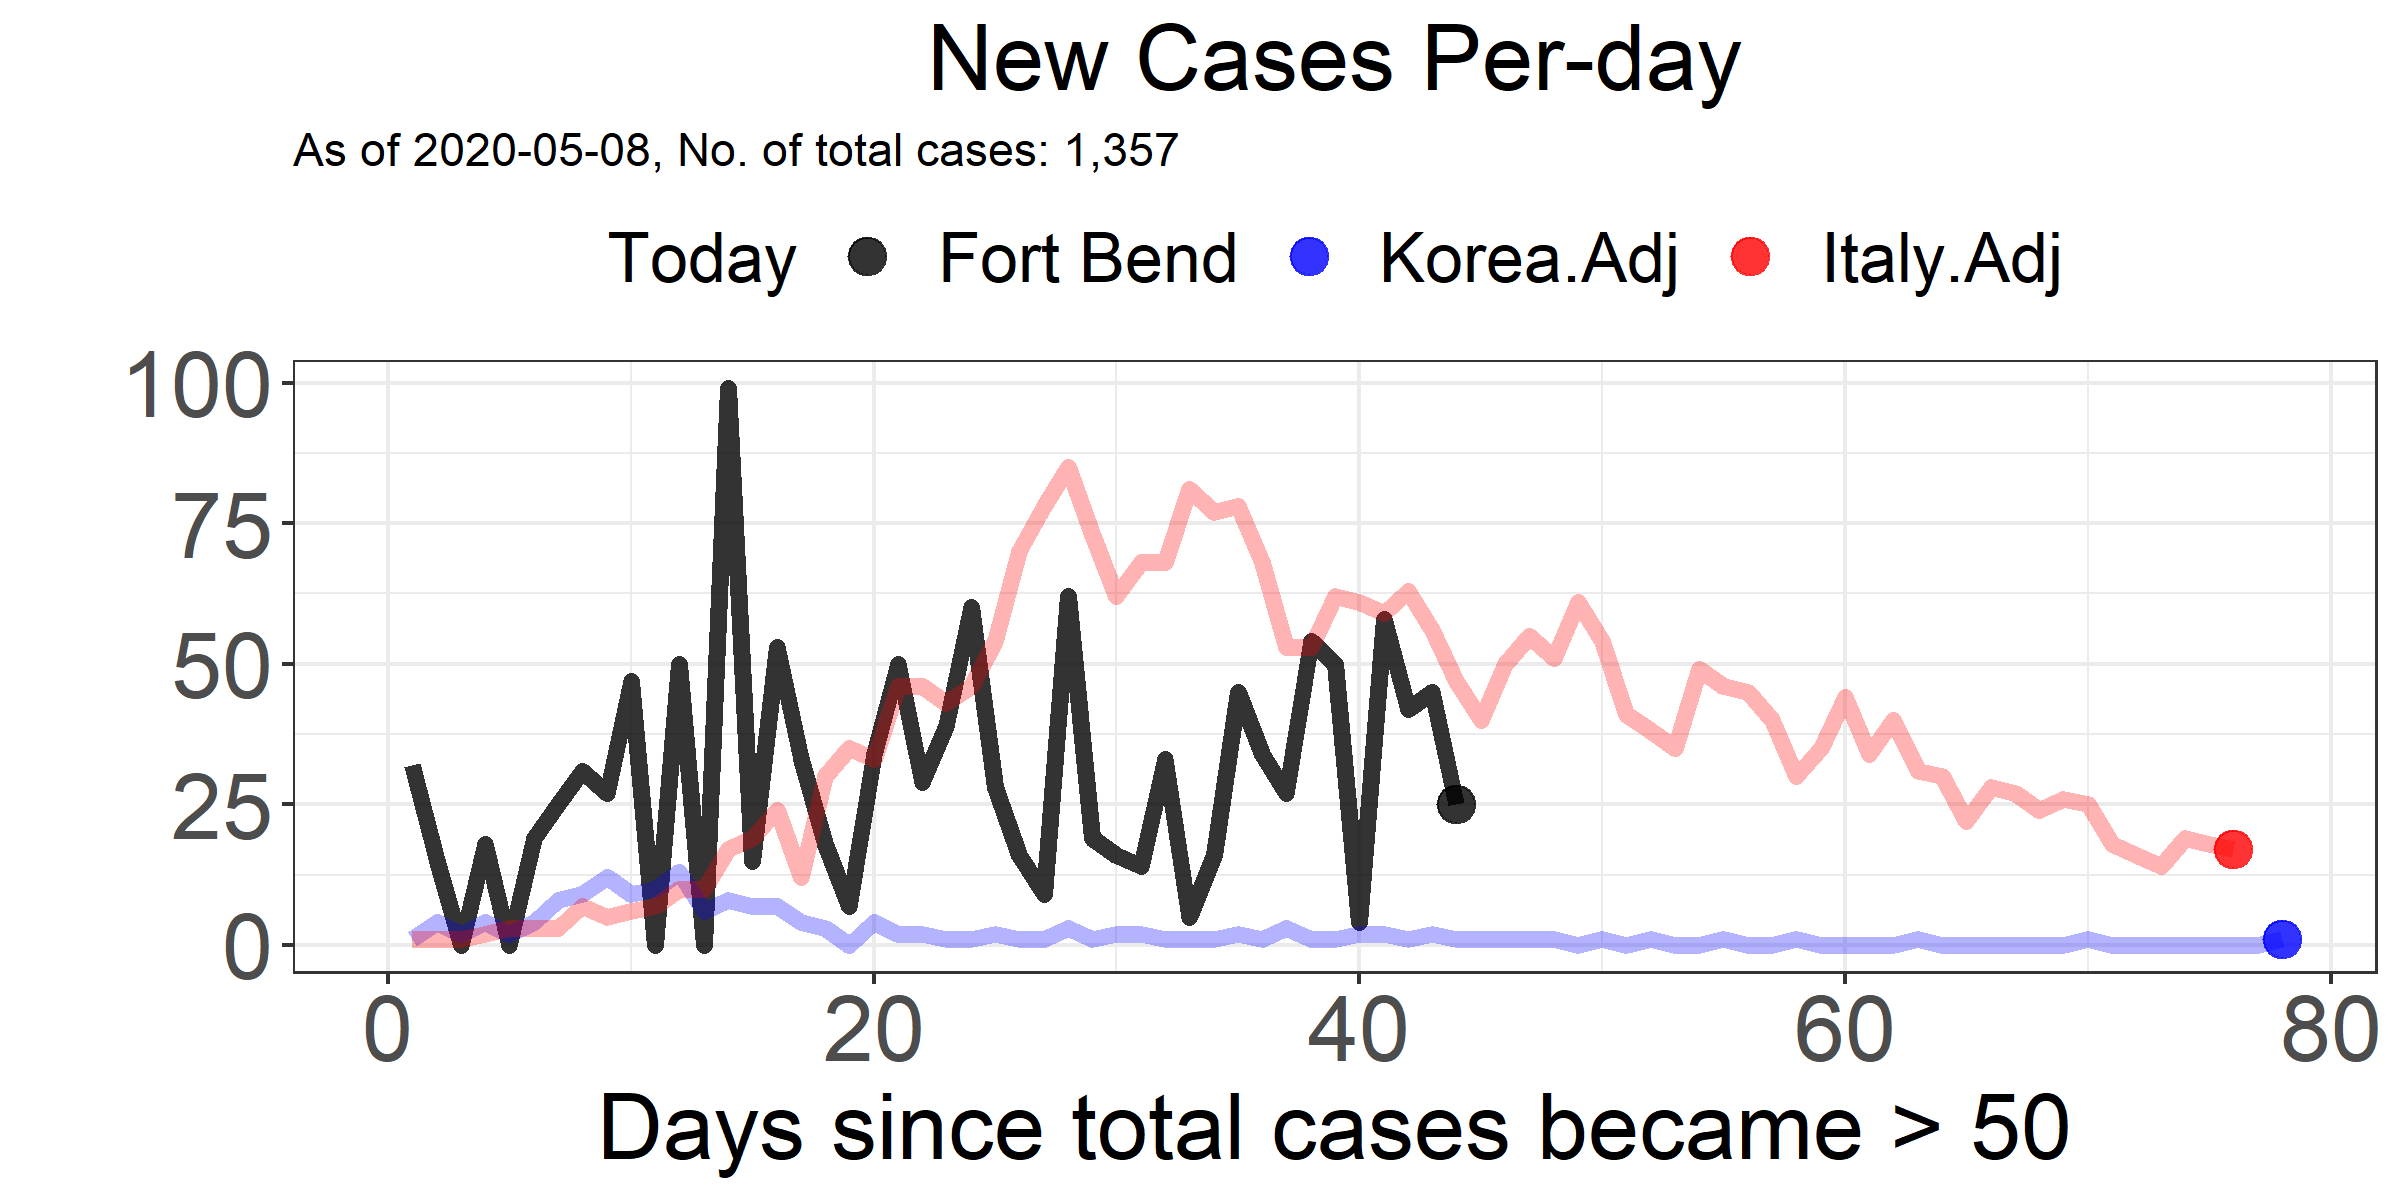 New Cases Per-day
As of 2020-05-08, No. of total cases: 1,357
Today Fort Bend Korea.Adj Italy.Adj
100
75
50
25
0
0 20 40 60 80
Days since total cases became > 50